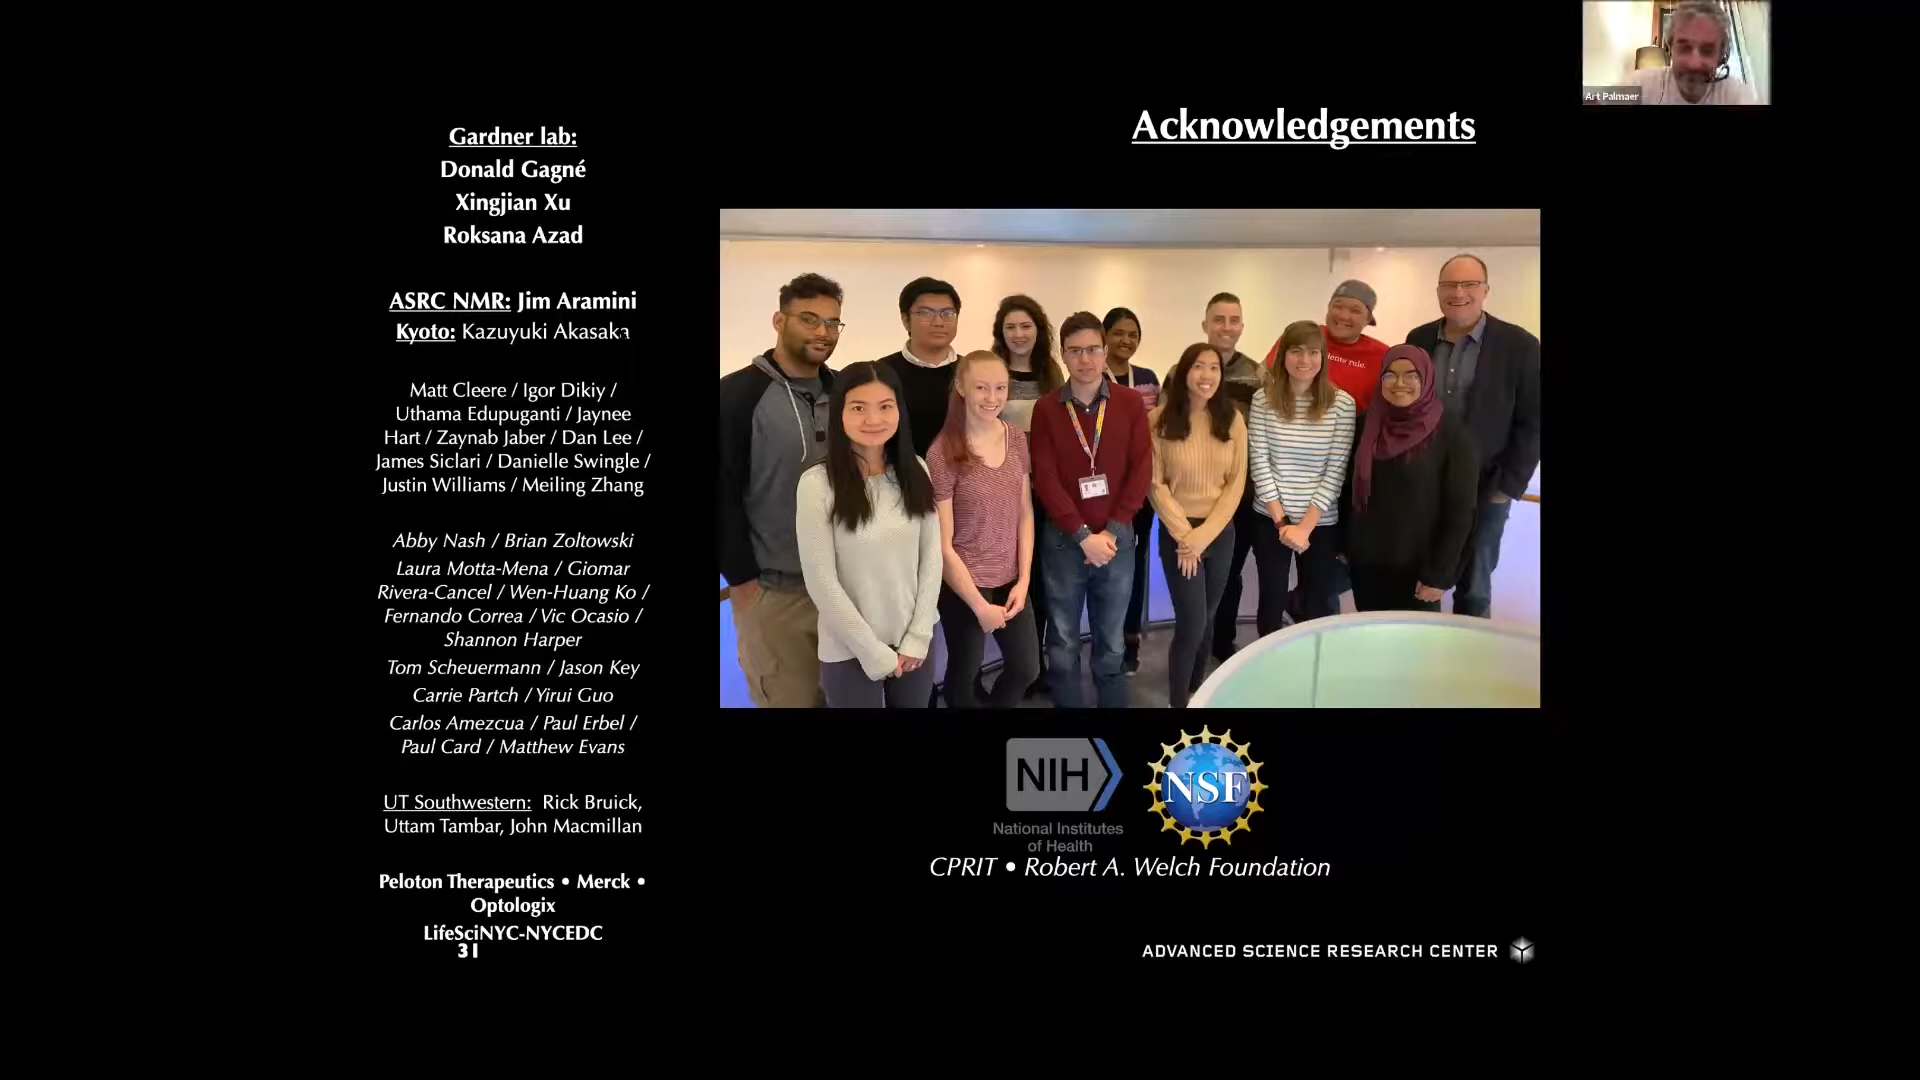 Art Palmaer
Acknowledgements
Gardner lab:
Donald Gagné
Xingjian Xu
Roksana Azad
ASRC NMR: Jim Aramini
Kyoto: Kazuyuki Akasaka
Matt Cleere / Igor Dikiy /
Uthama Edupuganti / Jaynee
Hart / Zaynab Jaber / Dan Lee /
James Siclari / Danielle Swingle /
Justin Williams / Meiling Zhang
Abby Nash / Brian Zoltowski
Laura Motta-Mena / Giomar
Rivera-Cancel / Wen-Huang Ko /
Fernando Correa / Vic Ocasio /
Shannon Harper
Tom Scheuermann / Jason Key
Carrie Partch / Yirui Guo
Carlos Amezcua / Paul Erbel /
Paul Card / Matthew Evans
UT Southwestern: Rick Bruick,
Uttam Tambar, John Macmillan
Peloton Therapeutics • Merck •
Optologix
LifeSciNYC-NYCEDC
31
rule.
NIH
National Institutes
of Health
NSF
CPRIT • Robert A. Welch Foundation
ADVANCED SCIENCE RESEARCH CENTER